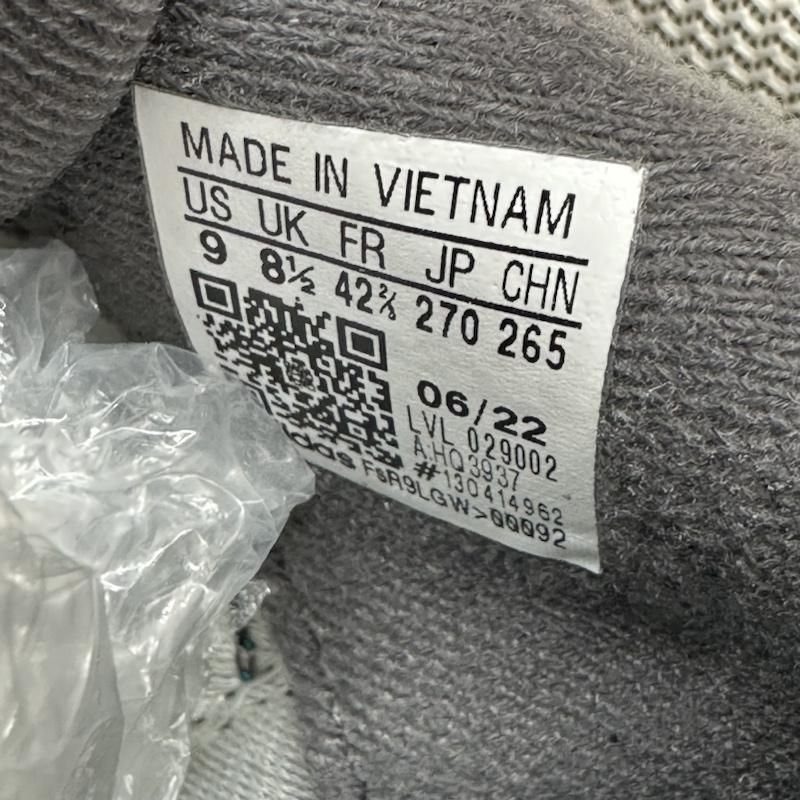 MADE IN VIETNAM
US UK FR JP CHN
9 8½ 42⅔ 270 265
06/22
LVL 029002
A:HQ3937
#130414962
F$R9LGW>00092